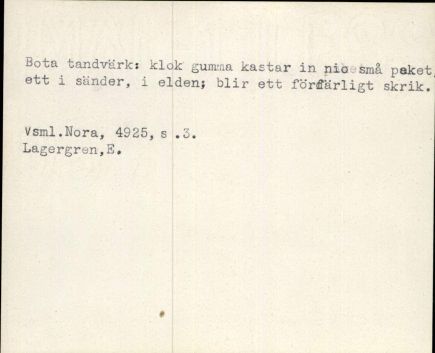 Bota tandvärk: klok gumma kastar in nio små paket,
ett i sänder, i elden; blir ett förfärligt skrik.
Vsml.Nora, 4925, s .3.
Lagergren,E.